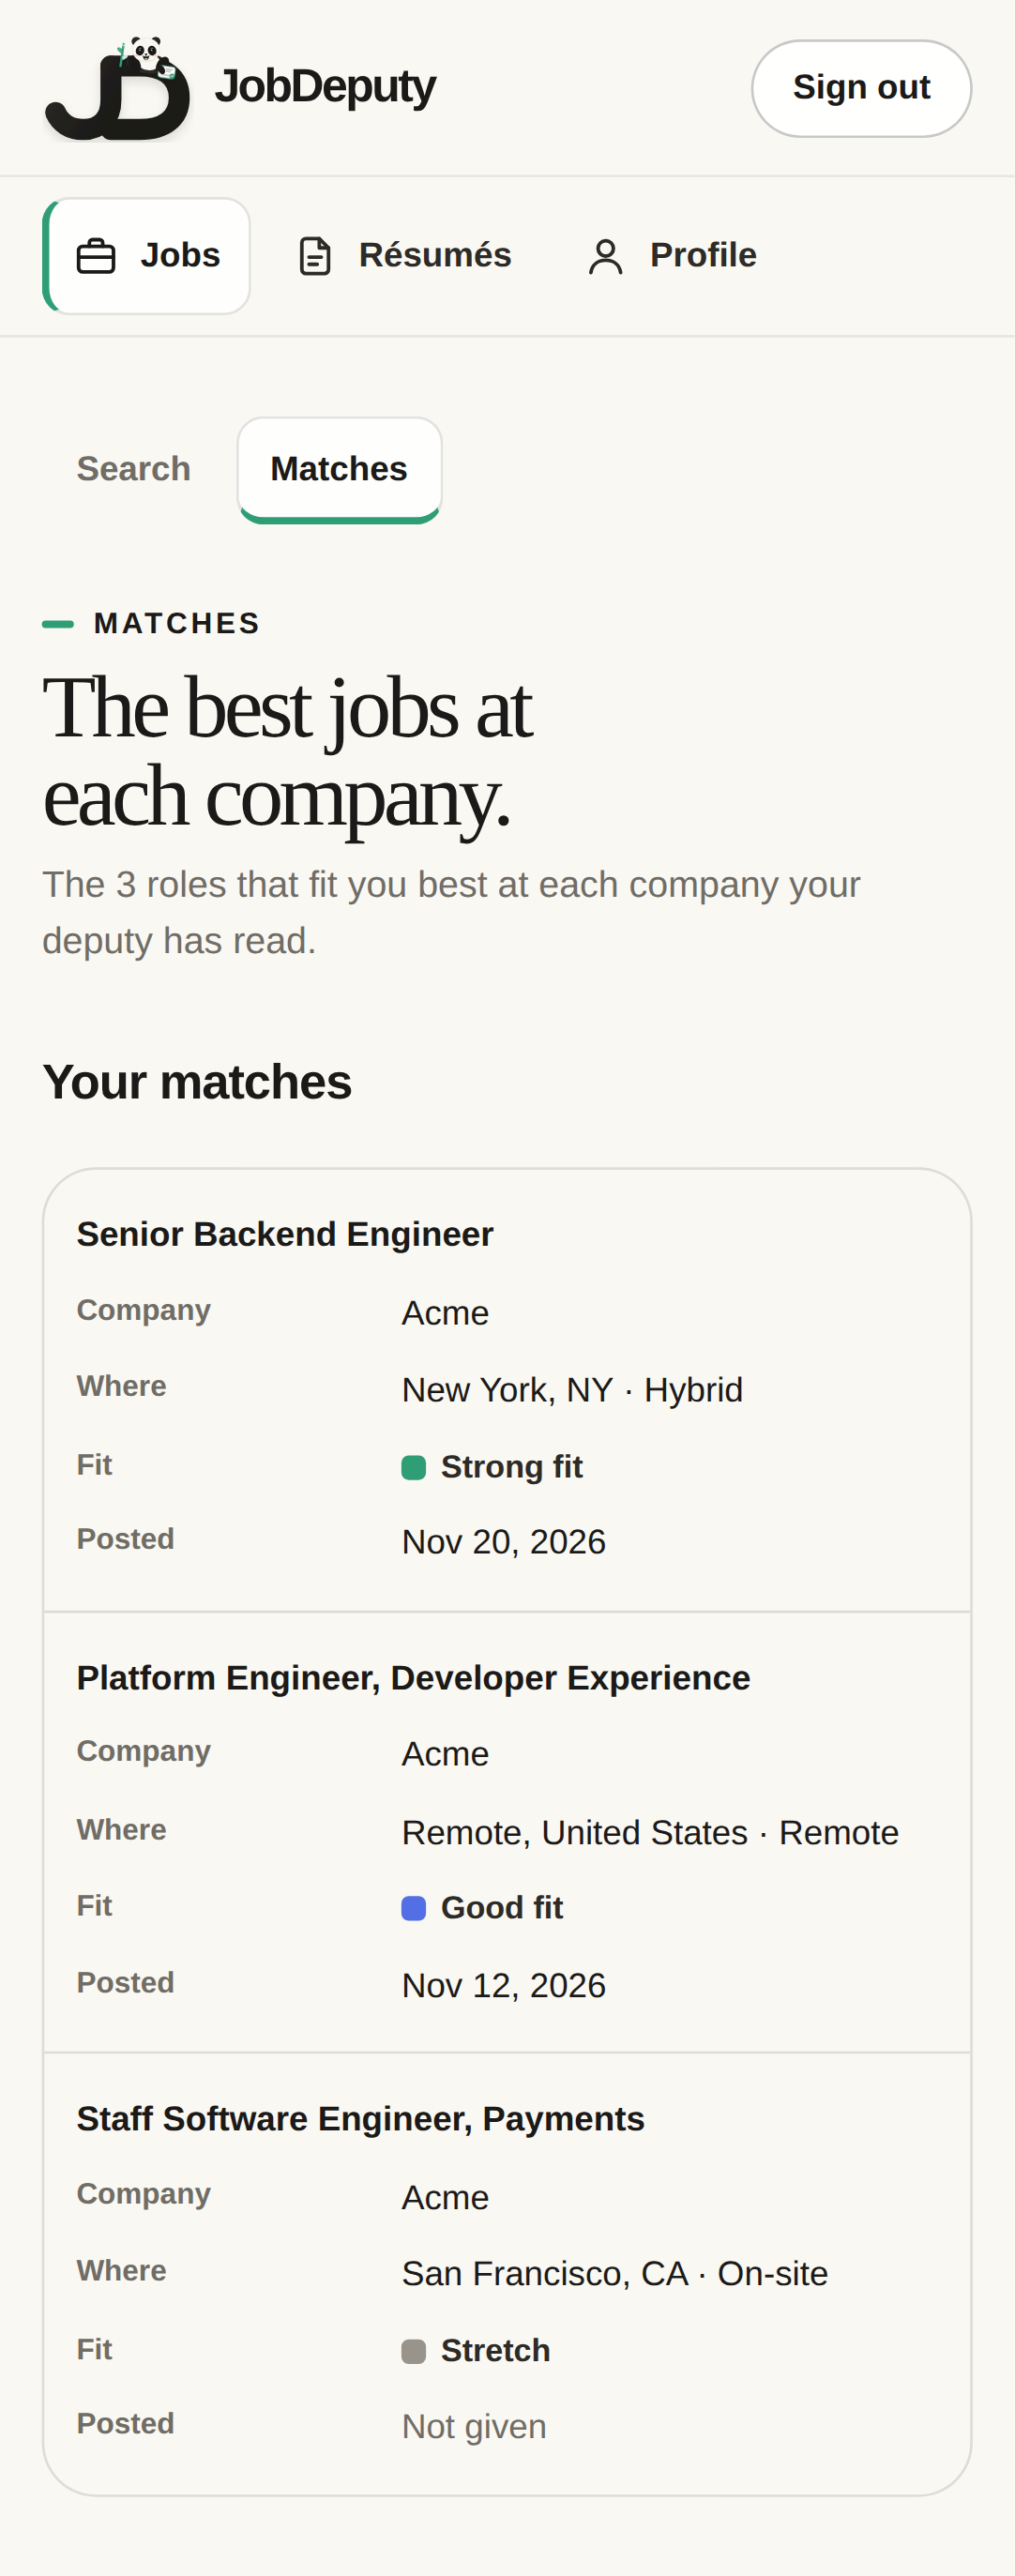 JobDeputy
Sign out
Jobs
Résumés
Profile
Search
Matches
MATCHES
The best jobs at
each company.
The 3 roles that fit you best at each company your
deputy has read.
Your matches
Senior Backend Engineer
Company
Acme
Where
New York, NY · Hybrid
Fit
Strong fit
Posted
Nov 20, 2026
Platform Engineer, Developer Experience
Company
Acme
Where
Remote, United States · Remote
Fit
Good fit
Posted
Nov 12, 2026
Staff Software Engineer, Payments
Company
Acme
Where
San Francisco, CA · On-site
Fit
Stretch
Posted
Not given